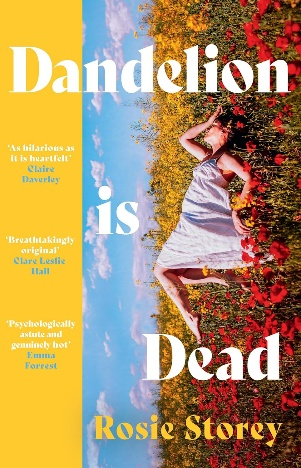 Dandelion
'As hilarious as
it is heartfelt'
Claire
Daverley
is
'Breathtakingly
original'
Clare Leslie
Hall
'Psychologically
astute and
genuinely hot'
Emma
Forrest
Dead
Rosie Storey